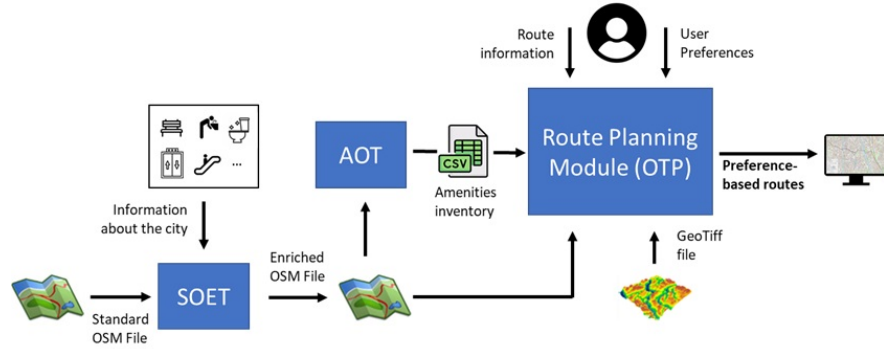 Route
information
User
Preferences
AOT
CSV
Amenities
inventory
Route Planning
Module (OTP)
Preference-
based routes
...
Information
about the city
GeoTiff
file
Enriched
OSM File
SOET
Standard
OSM File